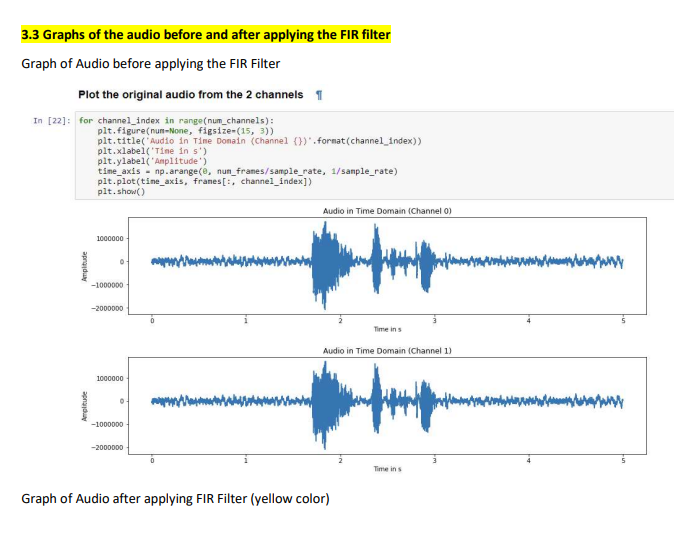 3.3 Graphs of the audio before and after applying the FIR filter
Graph of Audio before applying the FIR Filter
Plot the original audio from the 2 channels ¶
In [22]: for channel_index in range(num_channels):
plt.figure(num=None, figsize=(15, 3))
plt.title('Audio in Time Domain (Channel {})'.format(channel_index))
plt.xlabel('Time in s')
plt.ylabel('Amplitude')
time_axis = np.arange(0, num_frames/sample_rate, 1/sample_rate)
plt.plot(time_axis, frames[:, channel_index])
plt.show()
Audio in Time Domain (Channel 0)
Amplitude
1000000
0
−1000000
−2000000
0 1 2 3 4 5
Time in s
Audio in Time Domain (Channel 1)
Amplitude
1000000
0
−1000000
−2000000
0 1 2 3 4 5
Time in s
Graph of Audio after applying FIR Filter (yellow color)